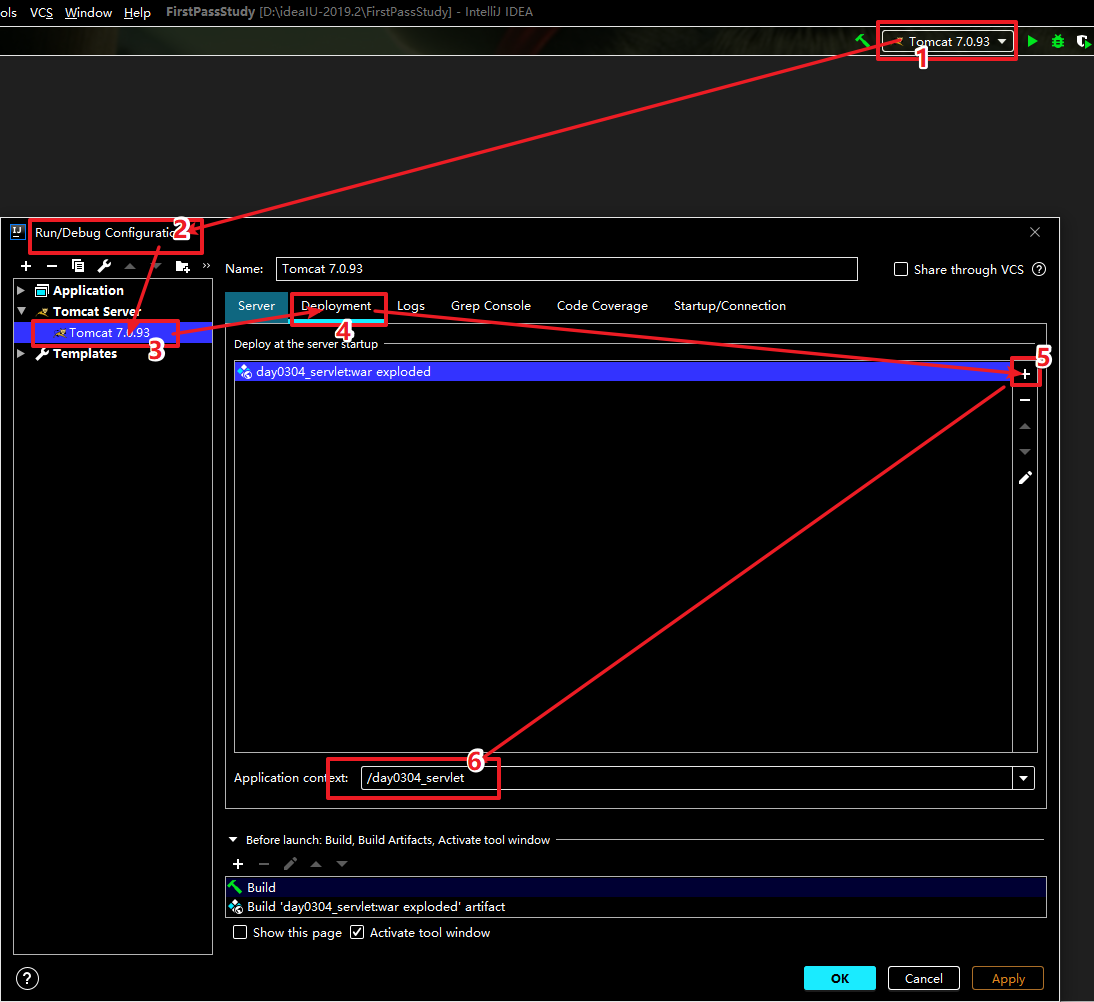 ols VCS Window Help FirstPassStudy [D:\ideaIU-2019.2\FirstPassStudy] - IntelliJ IDEA
Tomcat 7.0.93
1
Run/Debug Configuratio
2
Name: Tomcat 7.0.93
Share through VCS
Application
Tomcat Server
Tomcat 7.0.93
3
Templates
Server Deployment Logs Grep Console Code Coverage Startup/Connection
4
Deploy at the server startup
5
day0304_servlet:war exploded
6
Application context: /day0304_servlet
Before launch: Build, Build Artifacts, Activate tool window
Build
Build 'day0304_servlet:war exploded' artifact
Show this page Activate tool window
? OK Cancel Apply